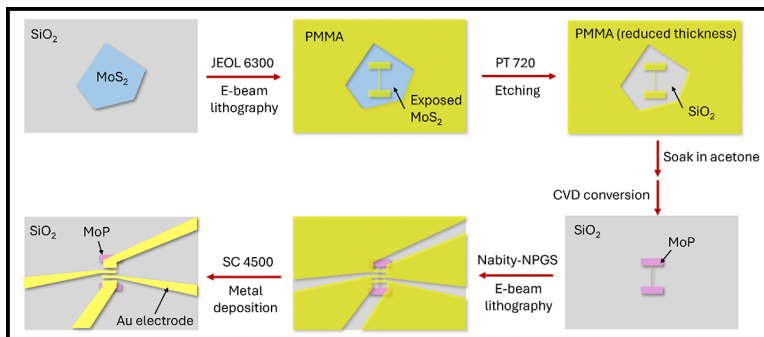 SiO₂
MoS₂
JEOL 6300
E-beam
lithography
PMMA
Exposed
MoS₂
PT 720
Etching
PMMA (reduced thickness)
SiO₂
Soak in acetone
CVD conversion
SiO₂
MoP
Nabity-NPGS
E-beam
lithography
SC 4500
Metal
deposition
SiO₂
MoP
Au electrode